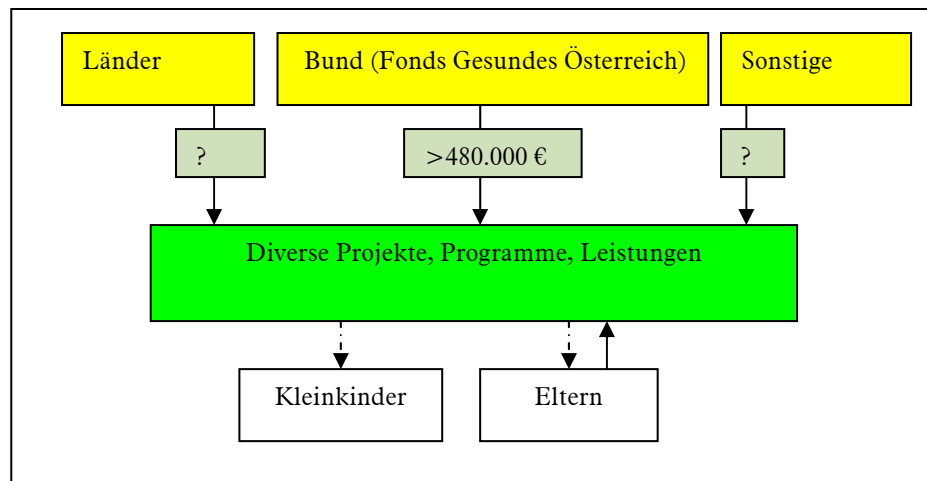 Länder
Bund (Fonds Gesundes Österreich)
Sonstige
?
>480.000 €
?
Diverse Projekte, Programme, Leistungen
Kleinkinder
Eltern